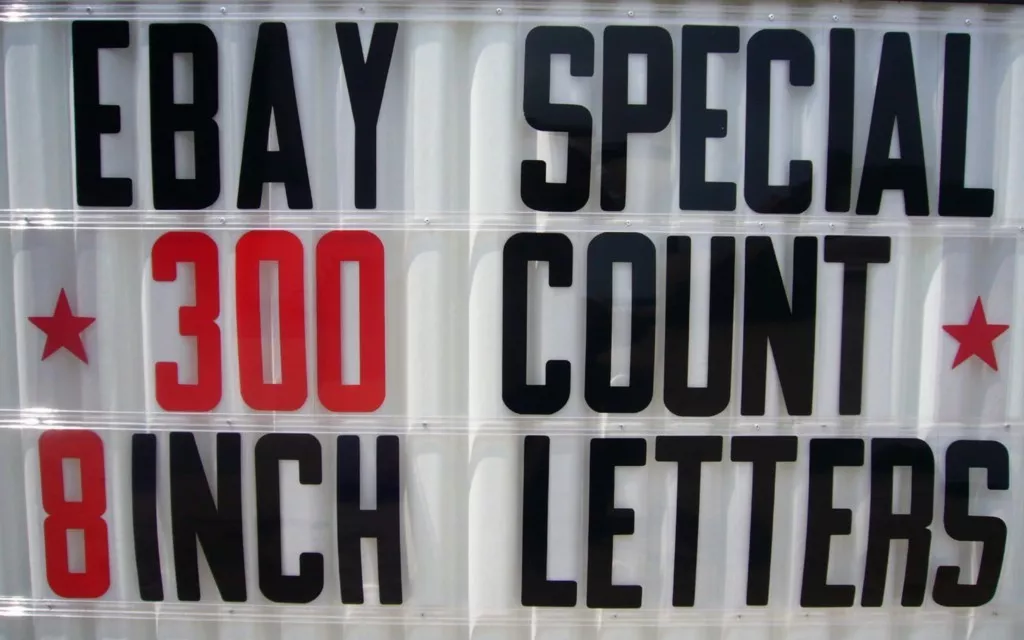 EBAY SPECIAL
300 COUNT
8 INCH LETTERS